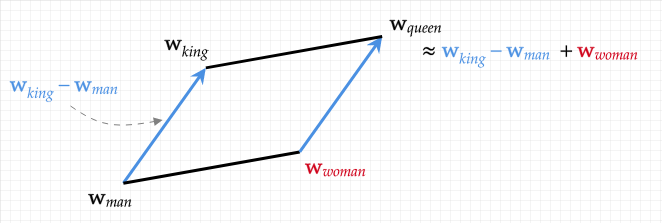 w_queen
w_king
≈ w_king − w_man + w_woman
w_king − w_man
w_woman
w_man